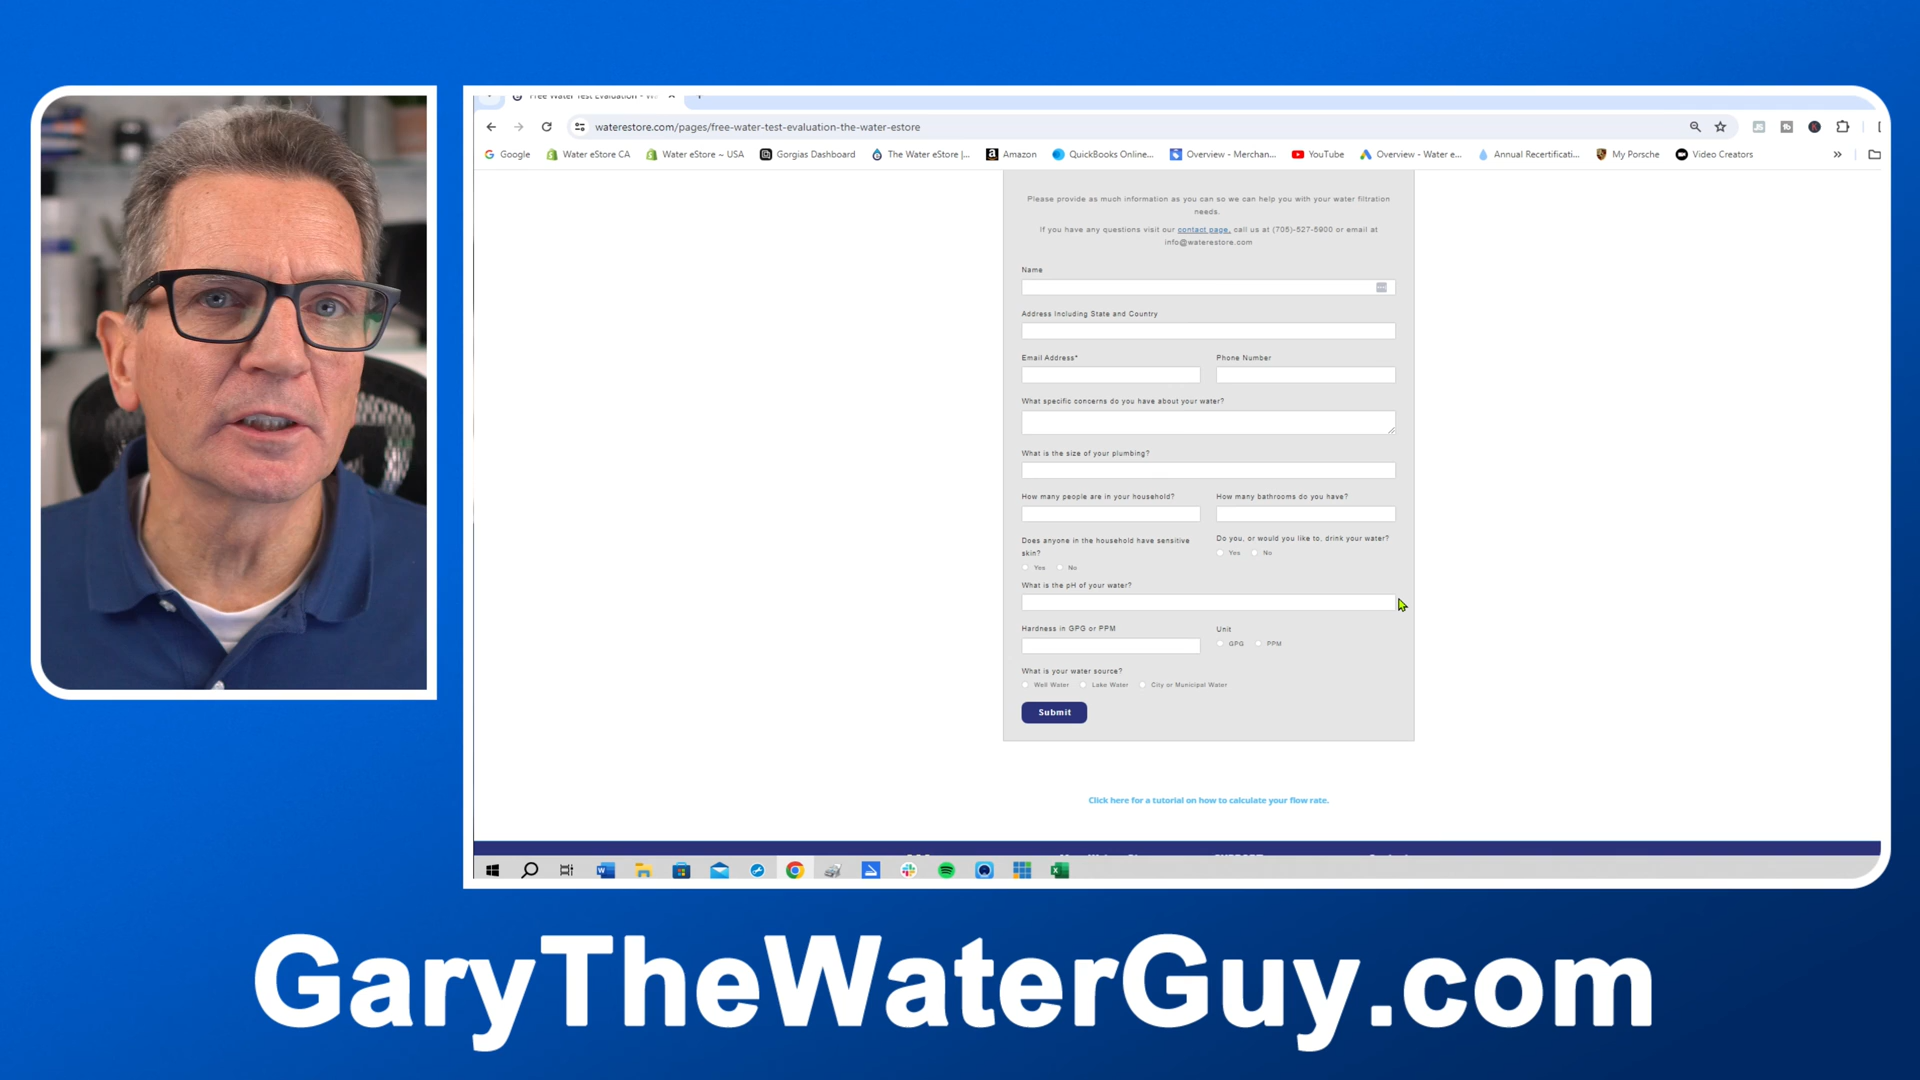 Free Water Test Evaluation - W
waterestore.com/pages/free-water-test-evaluation-the-water-estore
Google Water eStore CA Water eStore ~ USA Gorgias Dashboard The Water eStore |... Amazon QuickBooks Online... Overview - Merchan... YouTube Overview - Water e... Annual Recertificati... My Porsche Video Creators »
Please provide as much information as you can so we can help you with your water filtration
needs.
If you have any questions visit our contact page, call us at (705)-527-5900 or email at
info@waterestore.com
Name
Address Including State and Country
Email Address* Phone Number
What specific concerns do you have about your water?
What is the size of your plumbing?
How many people are in your household? How many bathrooms do you have?
Does anyone in the household have sensitive
skin?
Do you, or would you like to, drink your water?
Yes No
Yes No
What is the pH of your water?
Hardness in GPG or PPM Unit
GPG PPM
What is your water source?
Well Water Lake Water City or Municipal Water
Submit
Click here for a tutorial on how to calculate your flow rate.
GaryTheWaterGuy.com